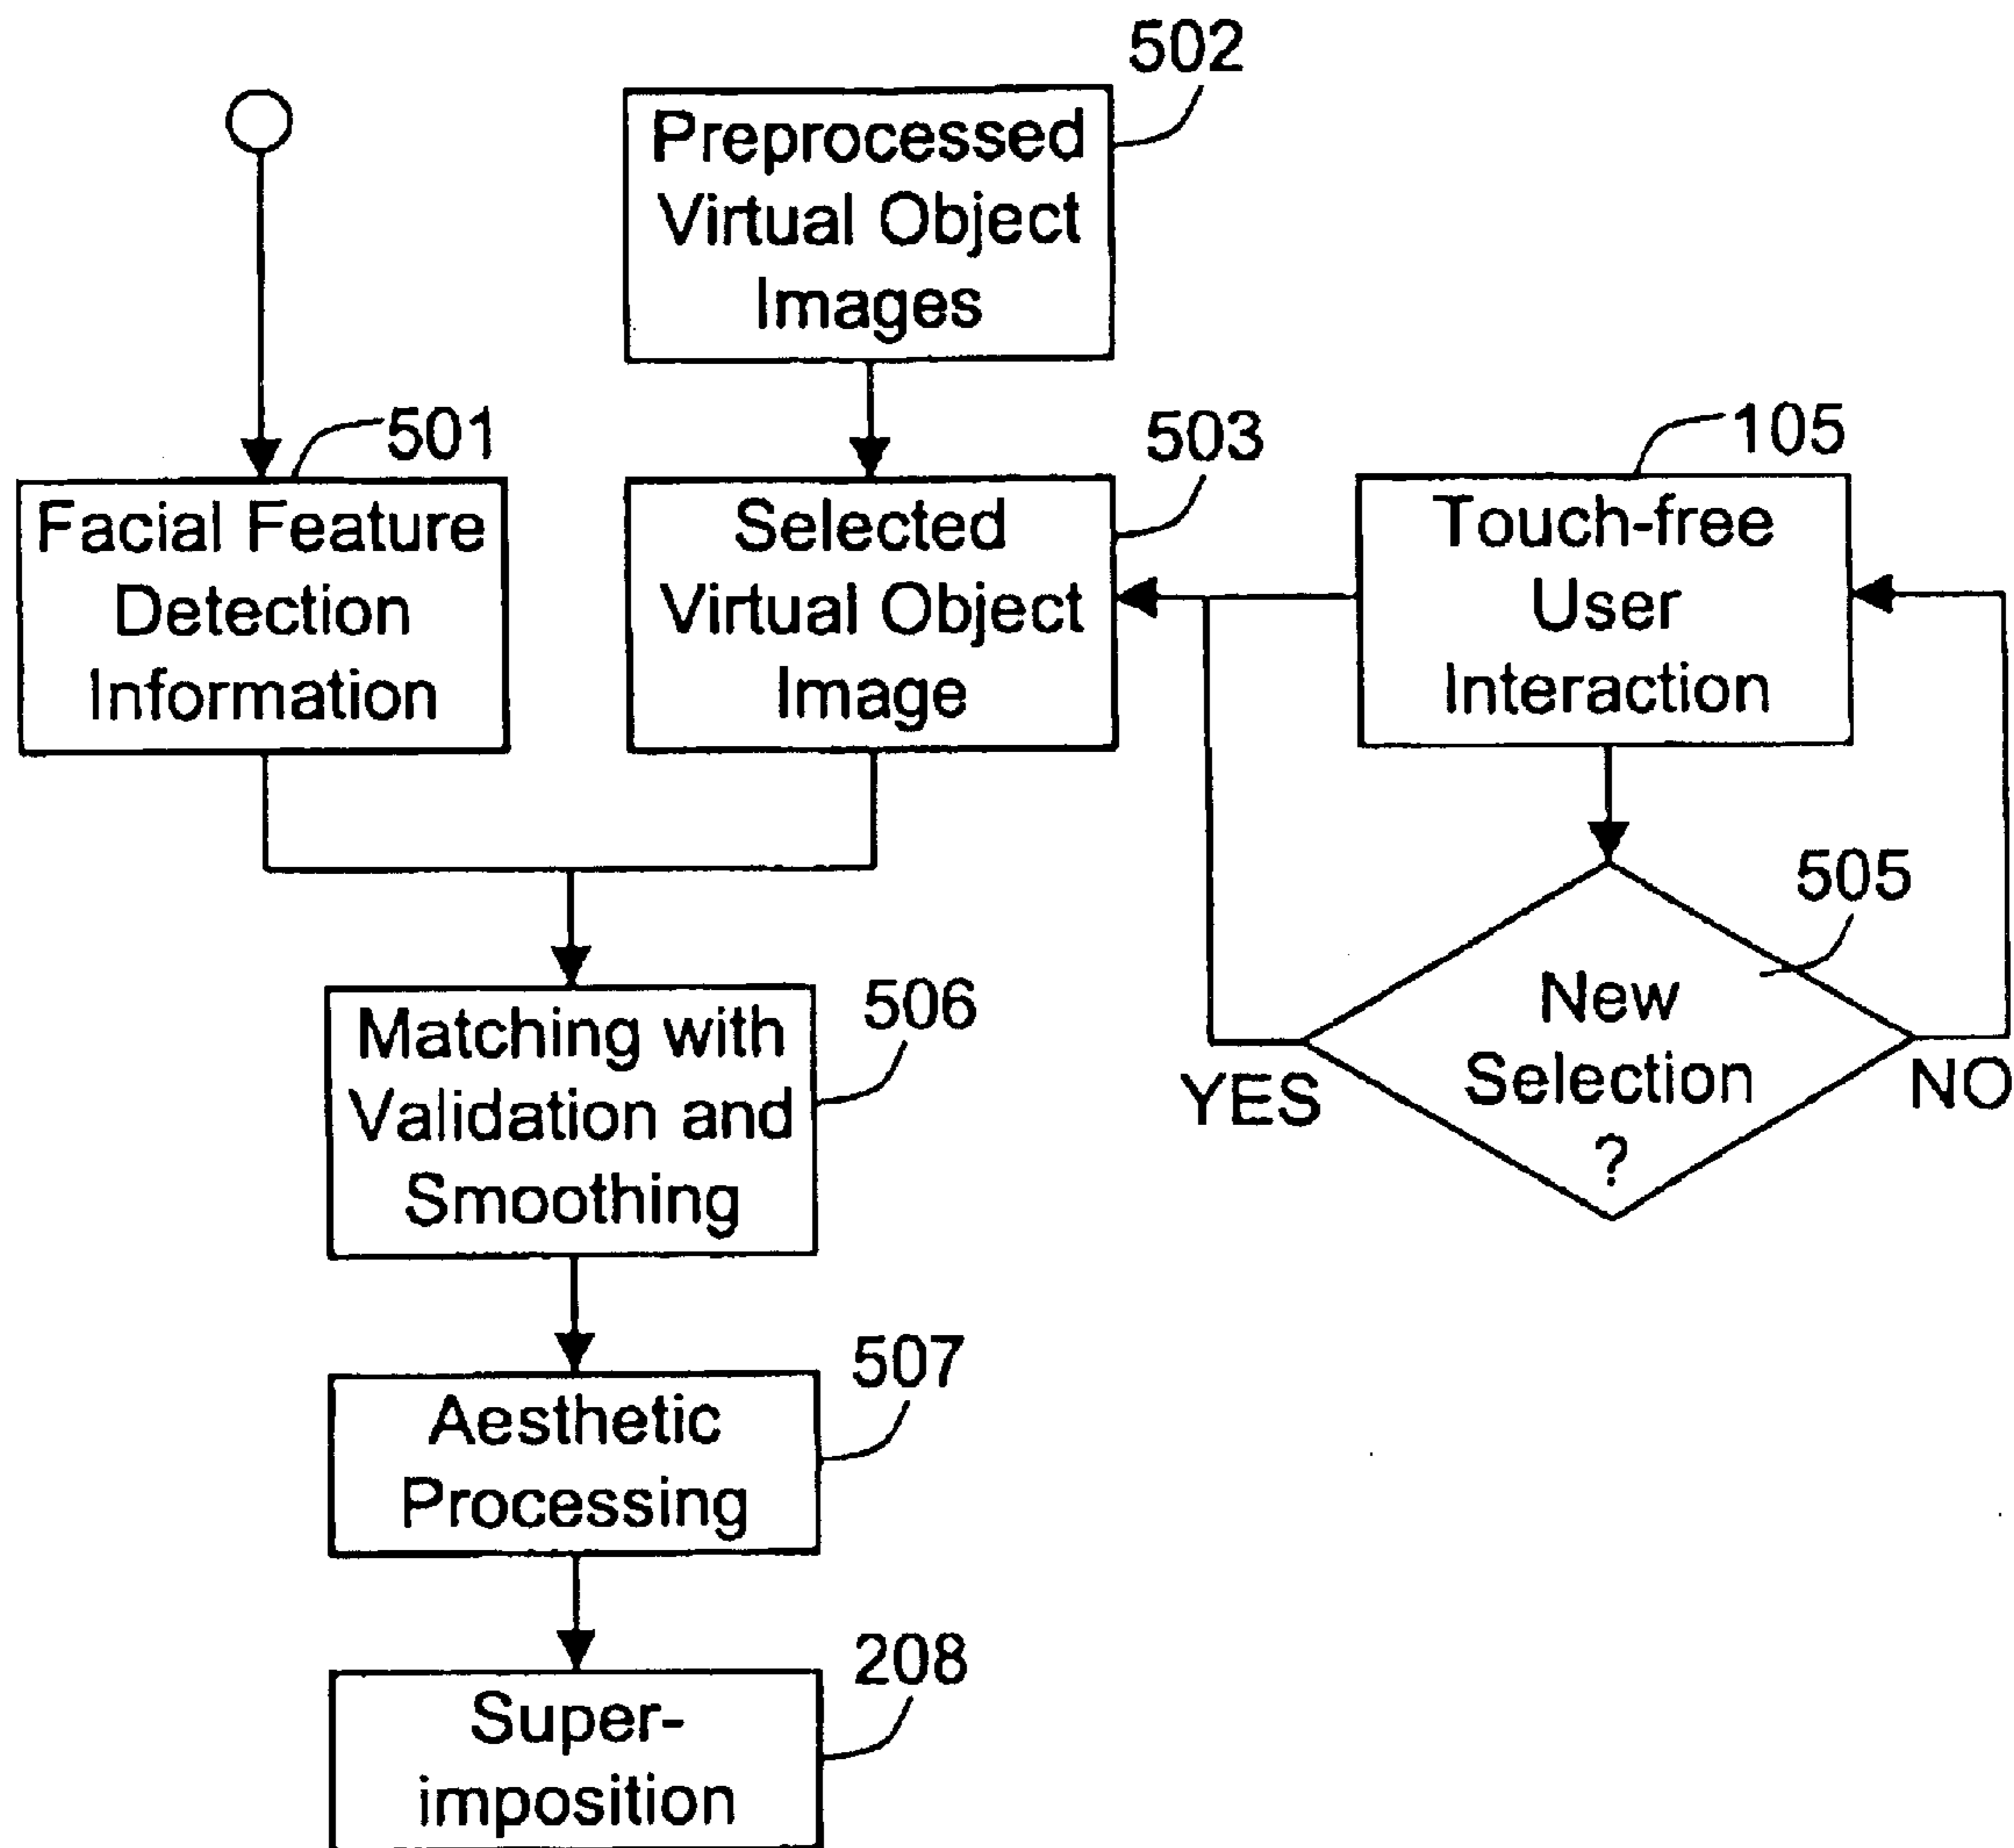 502
Preprocessed
Virtual Object
Images
501
Facial Feature
Detection
Information
503
Selected
Virtual Object
Image
105
Touch-free
User
Interaction
505
New
Selection
?
YES
NO
506
Matching with
Validation and
Smoothing
507
Aesthetic
Processing
208
Super-
imposition